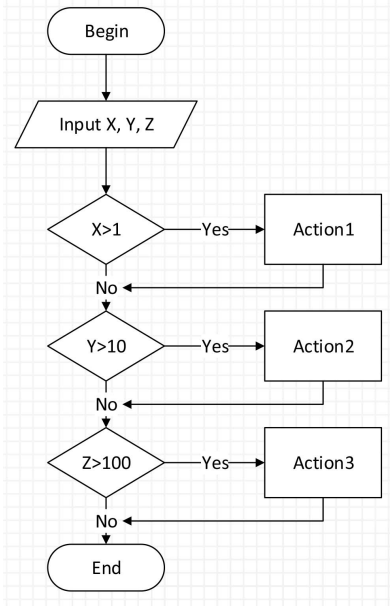 Begin
Input X, Y, Z
X>1
Yes
Action1
No
Y>10
Yes
Action2
No
Z>100
Yes
Action3
No
End